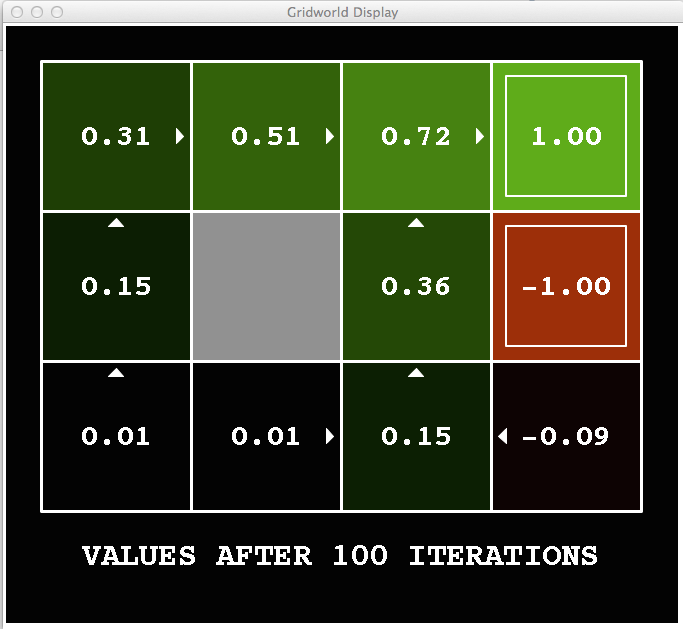 Gridworld Display
0.31 0.51 0.72 1.00
0.15 0.36 -1.00
0.01 0.01 0.15 -0.09
VALUES AFTER 100 ITERATIONS